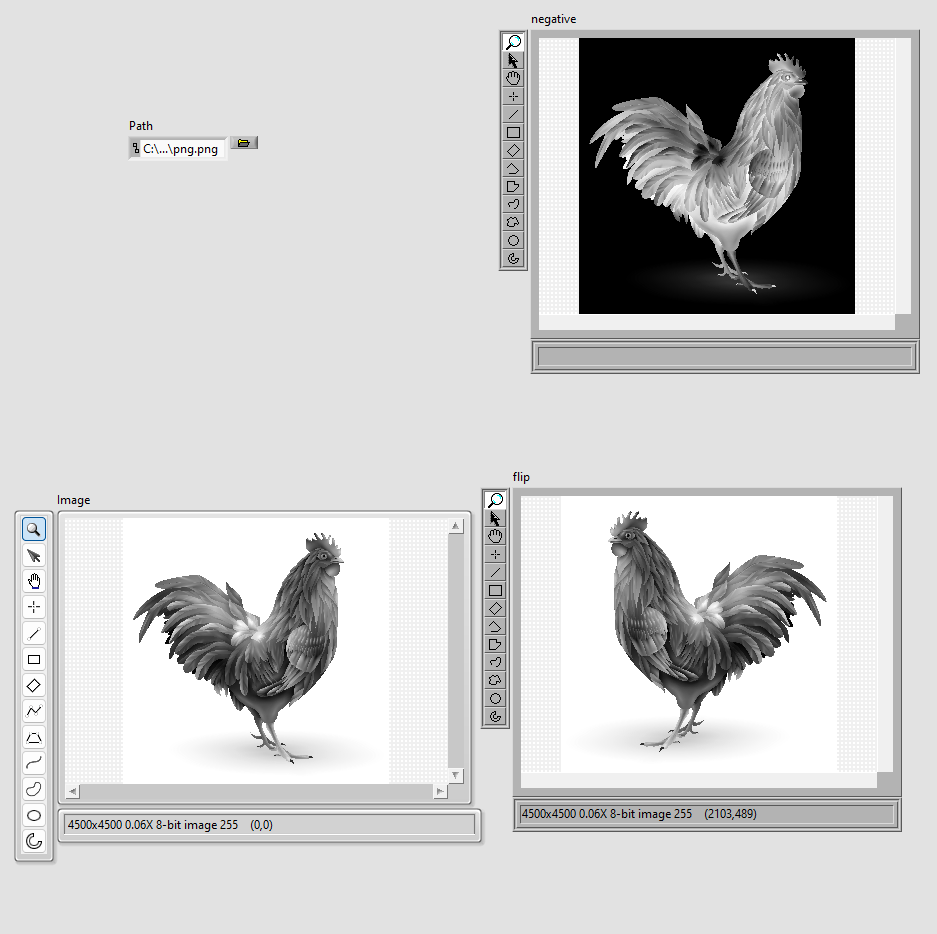 negative
Path
C:\...\png.png
flip
Image
4500x4500 0.06X 8-bit image 255 (0,0)
4500x4500 0.06X 8-bit image 255 (2103,489)